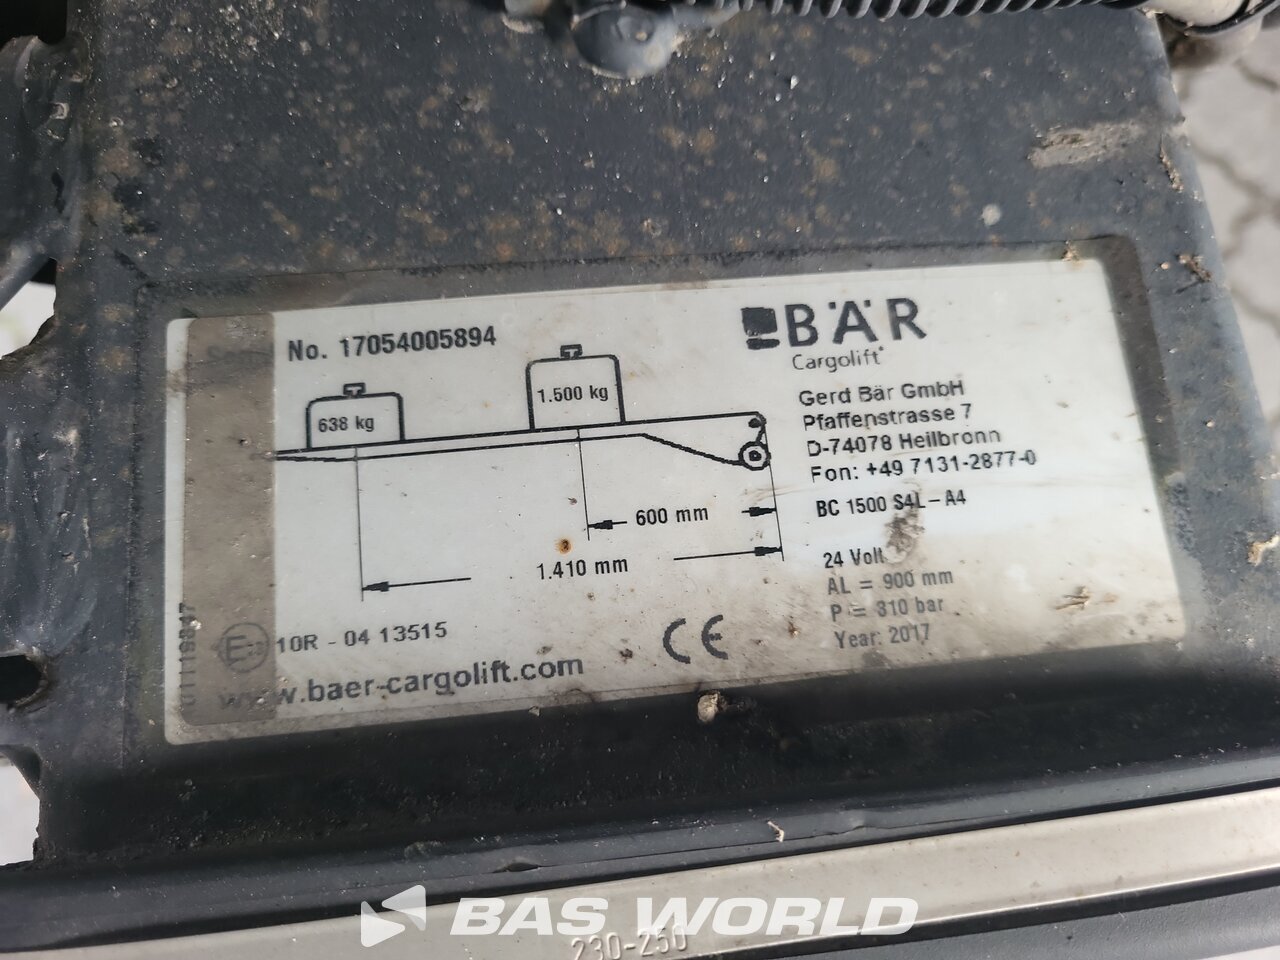 No. 17054005894
BÄR
Cargolift®
638 kg
1.500 kg
Gerd Bär GmbH
Pfaffenstrasse 7
D-74078 Heilbronn
Fon: +49 7131-2877-0
BC 1500 S4L-A4
600 mm
1.410 mm
24 Volt
AL = 900 mm
P = 310 bar
Year: 2017
10R - 04 13515
CE
www.baer-cargolift.com
BAS WORLD
230-250